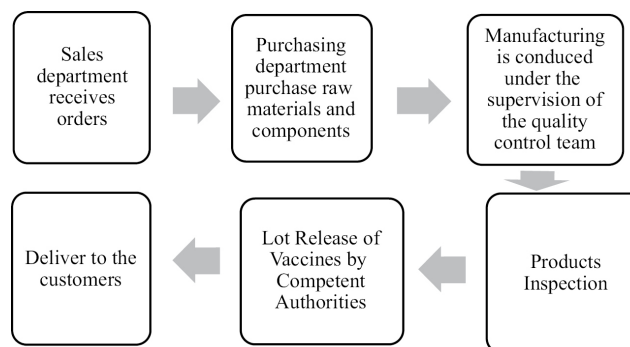 Sales
department
receives
orders
Purchasing
department
purchase raw
materials and
components
Manufacturing
is conduced
under the
supervision of
the quality
control team
Products
Inspection
Lot Release of
Vaccines by
Competent
Authorities
Deliver to the
customers